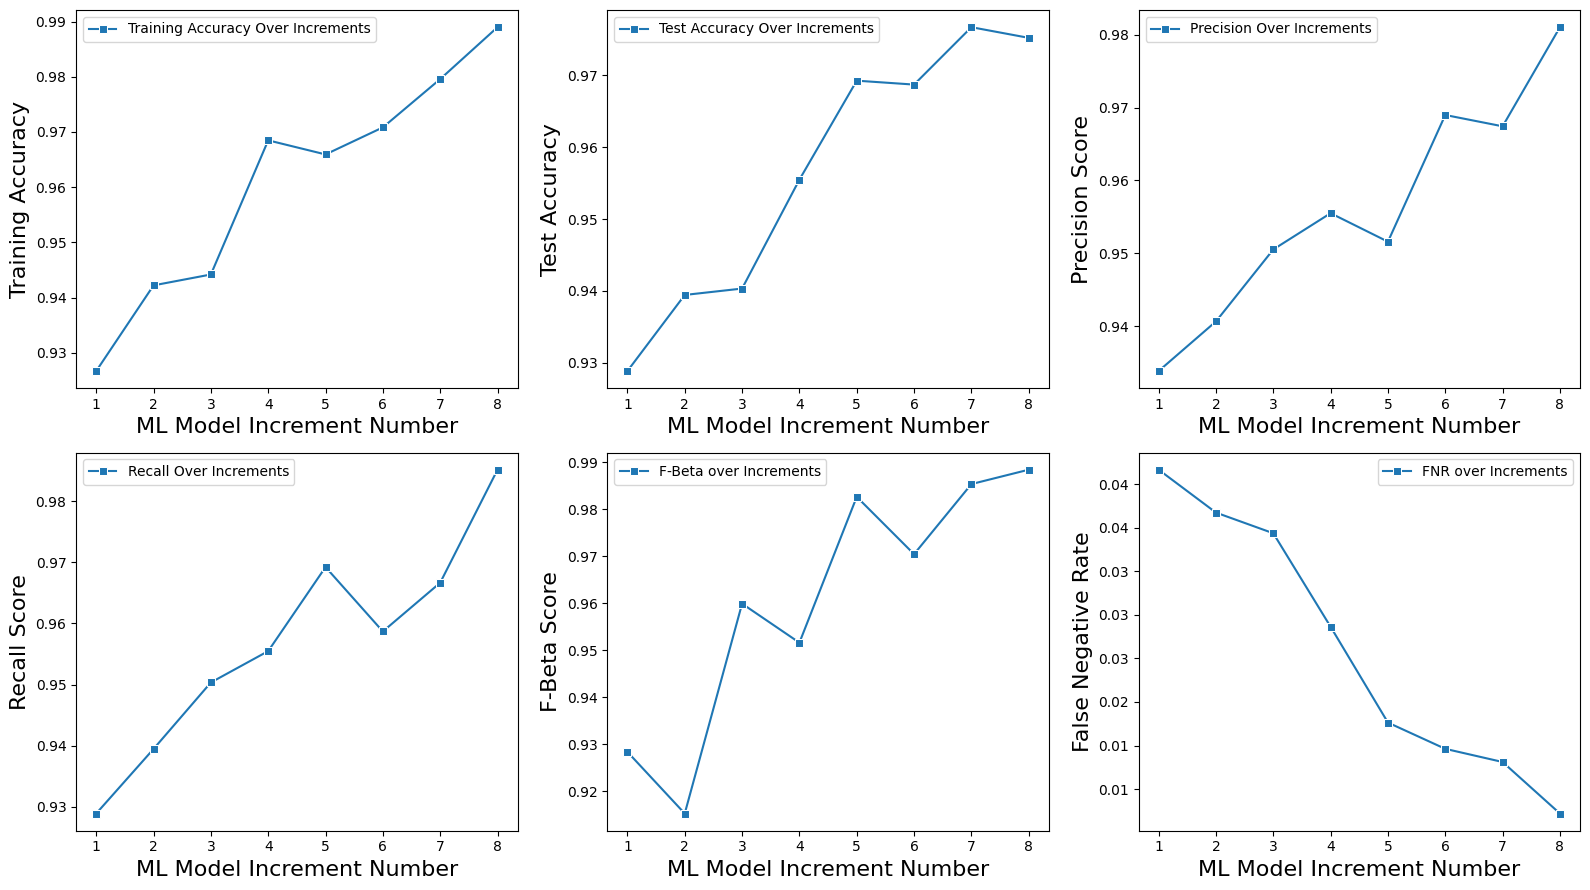 Training Accuracy Over Increments
Training Accuracy
0.99
0.98
0.97
0.96
0.95
0.94
0.93
1 2 3 4 5 6 7 8
ML Model Increment Number
Test Accuracy Over Increments
Test Accuracy
0.97
0.96
0.95
0.94
0.93
1 2 3 4 5 6 7 8
ML Model Increment Number
Precision Over Increments
Precision Score
0.98
0.97
0.96
0.95
0.94
1 2 3 4 5 6 7 8
ML Model Increment Number
Recall Over Increments
Recall Score
0.98
0.97
0.96
0.95
0.94
0.93
1 2 3 4 5 6 7 8
ML Model Increment Number
F-Beta over Increments
F-Beta Score
0.99
0.98
0.97
0.96
0.95
0.94
0.93
0.92
1 2 3 4 5 6 7 8
ML Model Increment Number
FNR over Increments
False Negative Rate
0.04
0.04
0.03
0.03
0.03
0.02
0.01
0.01
1 2 3 4 5 6 7 8
ML Model Increment Number